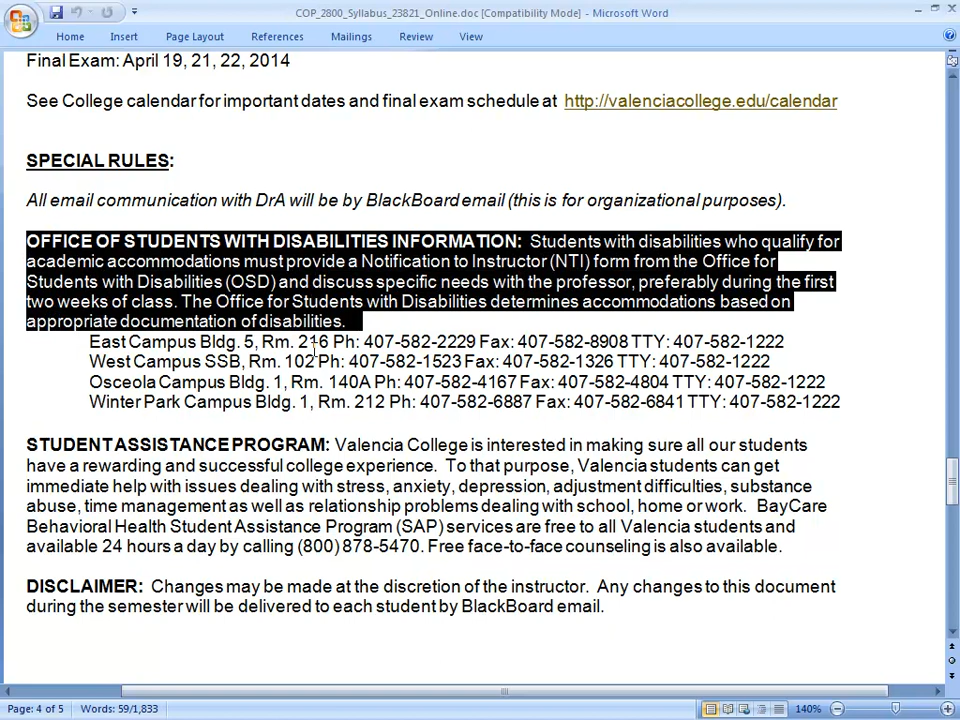 COP_2800_Syllabus_23821_Online.doc [Compatibility Mode] - Microsoft Word
Home Insert Page Layout References Mailings Review View
Final Exam: April 19, 21, 22, 2014
See College calendar for important dates and final exam schedule at http://valenciacollege.edu/calendar
SPECIAL RULES:
All email communication with DrA will be by BlackBoard email (this is for organizational purposes).
OFFICE OF STUDENTS WITH DISABILITIES INFORMATION: Students with disabilities who qualify for
academic accommodations must provide a Notification to Instructor (NTI) form from the Office for
Students with Disabilities (OSD) and discuss specific needs with the professor, preferably during the first
two weeks of class. The Office for Students with Disabilities determines accommodations based on
appropriate documentation of disabilities.
East Campus Bldg. 5, Rm. 216 Ph: 407-582-2229 Fax: 407-582-8908 TTY: 407-582-1222
West Campus SSB, Rm. 102 Ph: 407-582-1523 Fax: 407-582-1326 TTY: 407-582-1222
Osceola Campus Bldg. 1, Rm. 140A Ph: 407-582-4167 Fax: 407-582-4804 TTY: 407-582-1222
Winter Park Campus Bldg. 1, Rm. 212 Ph: 407-582-6887 Fax: 407-582-6841 TTY: 407-582-1222
STUDENT ASSISTANCE PROGRAM: Valencia College is interested in making sure all our students
have a rewarding and successful college experience. To that purpose, Valencia students can get
immediate help with issues dealing with stress, anxiety, depression, adjustment difficulties, substance
abuse, time management as well as relationship problems dealing with school, home or work. BayCare
Behavioral Health Student Assistance Program (SAP) services are free to all Valencia students and
available 24 hours a day by calling (800) 878-5470. Free face-to-face counseling is also available.
DISCLAIMER: Changes may be made at the discretion of the instructor. Any changes to this document
during the semester will be delivered to each student by BlackBoard email.
Page: 4 of 5 Words: 59/1,833 140%